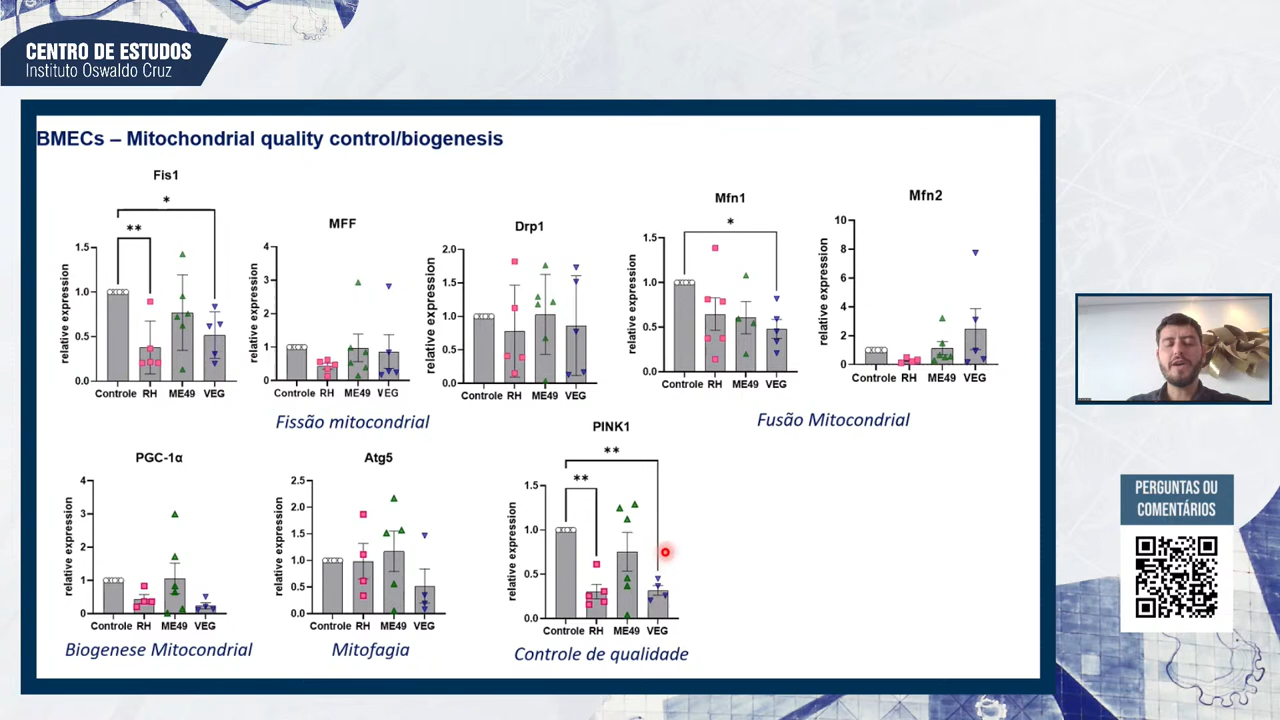 CENTRO DE ESTUDOS
Instituto Oswaldo Cruz
BMECs – Mitochondrial quality control/biogenesis
Fis1
*
**
relative expression
1.5
1.0
0.5
0.0
Controle RH ME49 VEG
MFF
relative expression
4
3
2
1
0
Controle RH ME49 VEG
Drp1
relative expression
2.0
1.5
1.0
0.5
0.0
Controle RH ME49 VEG
Mfn1
*
relative expression
1.5
1.0
0.5
0.0
Controle RH ME49 VEG
Mfn2
relative expression
10
8
6
4
2
0
Controle RH ME49 VEG
Fissão mitocondrial
Fusão Mitocondrial
PGC-1α
relative expression
4
3
2
1
0
Controle RH ME49 VEG
Biogenese Mitocondrial
Atg5
relative expression
2.5
2.0
1.5
1.0
0.5
0.0
Controle RH ME49 VEG
Mitofagia
PINK1
**
**
relative expression
1.5
1.0
0.5
0.0
Controle RH ME49 VEG
Controle de qualidade
PERGUNTAS OU
COMENTÁRIOS